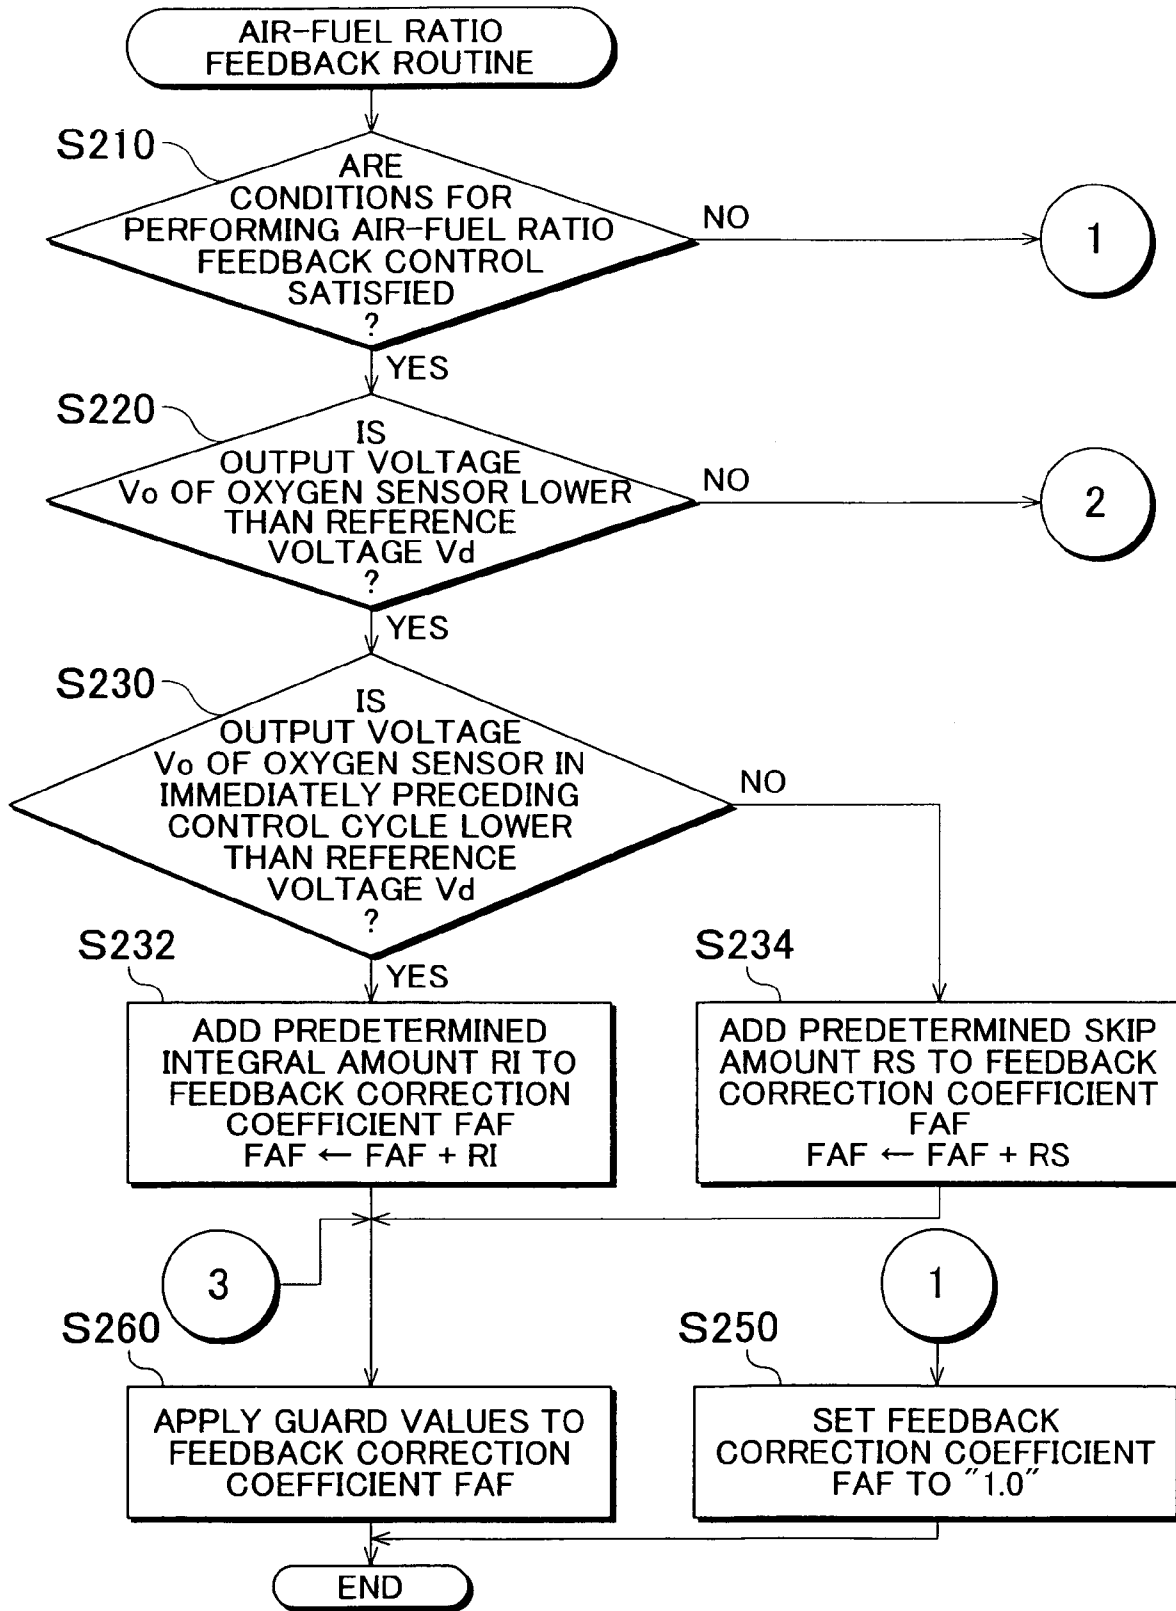 AIR-FUEL RATIO
FEEDBACK ROUTINE
S210
ARE
CONDITIONS FOR
PERFORMING AIR-FUEL RATIO
FEEDBACK CONTROL
SATISFIED
?
NO
1
YES
S220
IS
OUTPUT VOLTAGE
Vo OF OXYGEN SENSOR LOWER
THAN REFERENCE
VOLTAGE Vd
?
NO
2
YES
S230
IS
OUTPUT VOLTAGE
Vo OF OXYGEN SENSOR IN
IMMEDIATELY PRECEDING
CONTROL CYCLE LOWER
THAN REFERENCE
VOLTAGE Vd
?
NO
YES
S232
ADD PREDETERMINED
INTEGRAL AMOUNT RI TO
FEEDBACK CORRECTION
COEFFICIENT FAF
FAF ← FAF + RI
S234
ADD PREDETERMINED SKIP
AMOUNT RS TO FEEDBACK
CORRECTION COEFFICIENT
FAF
FAF ← FAF + RS
3
1
S260
APPLY GUARD VALUES TO
FEEDBACK CORRECTION
COEFFICIENT FAF
S250
SET FEEDBACK
CORRECTION COEFFICIENT
FAF TO "1.0"
END